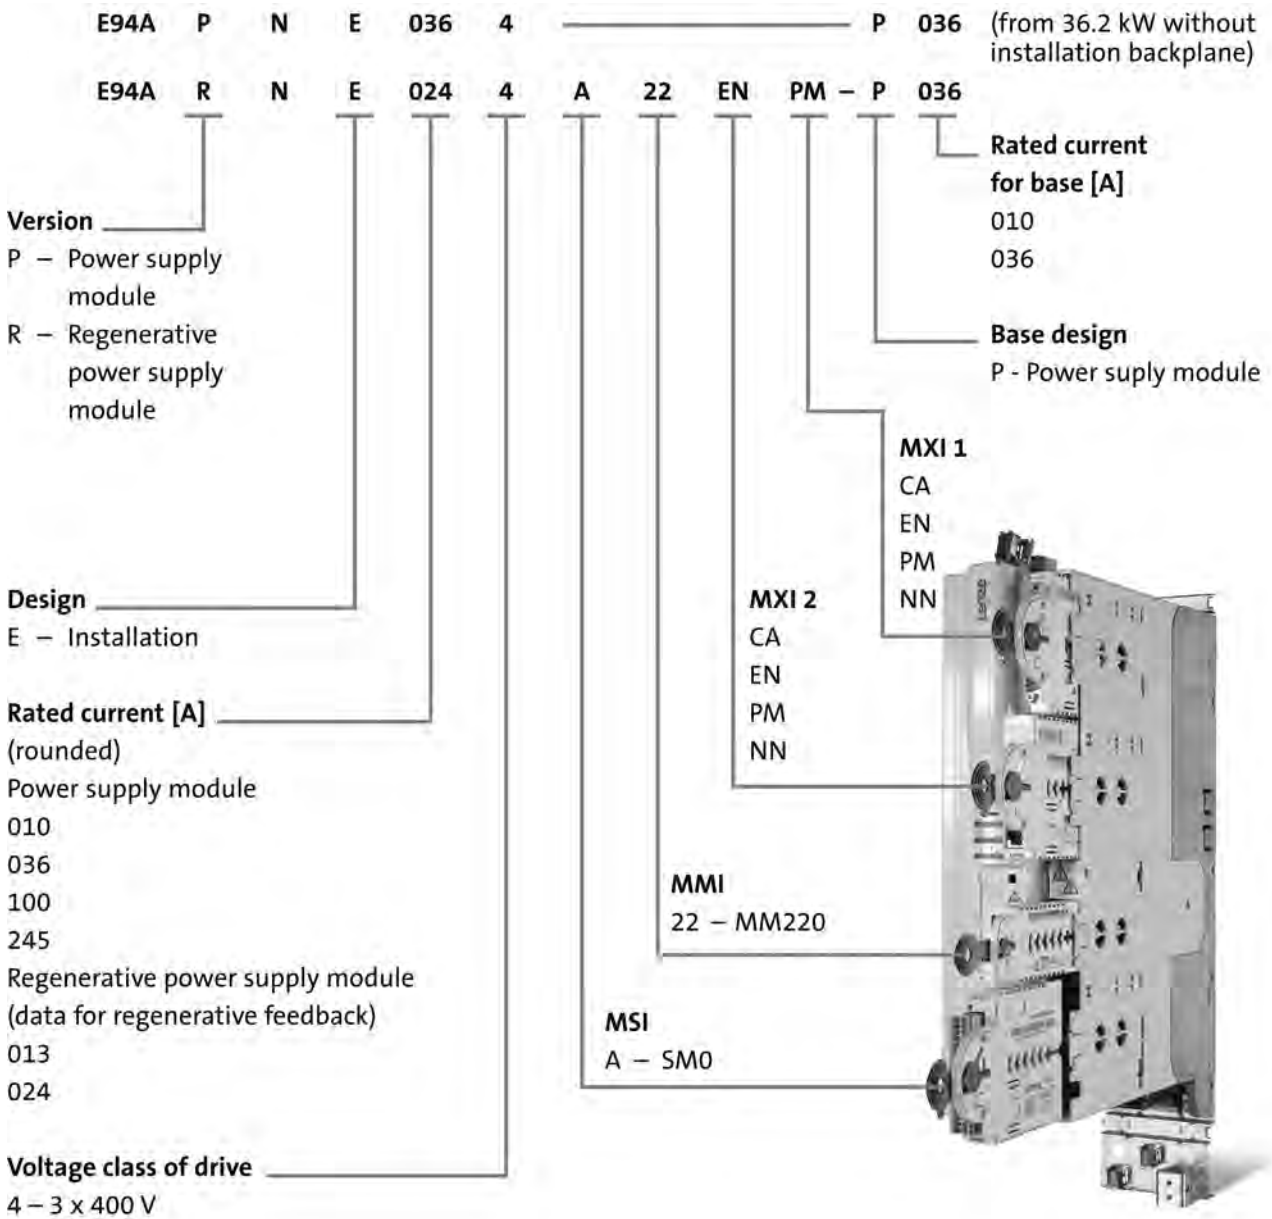 E94A P N E 036 4 P 036 (from 36.2 kW without
installation backplane)
E94A R N E 024 4 A 22 EN PM – P 036
Rated current
for base [A]
010
036
Version
P – Power supply
module
R – Regenerative
power supply
module
Base design
P - Power suply module
MXI 1
CA
EN
PM
NN
Design
E – Installation
MXI 2
CA
EN
PM
NN
Rated current [A]
(rounded)
Power supply module
010
036
100
245
Regenerative power supply module
(data for regenerative feedback)
013
024
MMI
22 – MM220
MSI
A – SM0
Voltage class of drive
4 – 3 x 400 V
Lenze